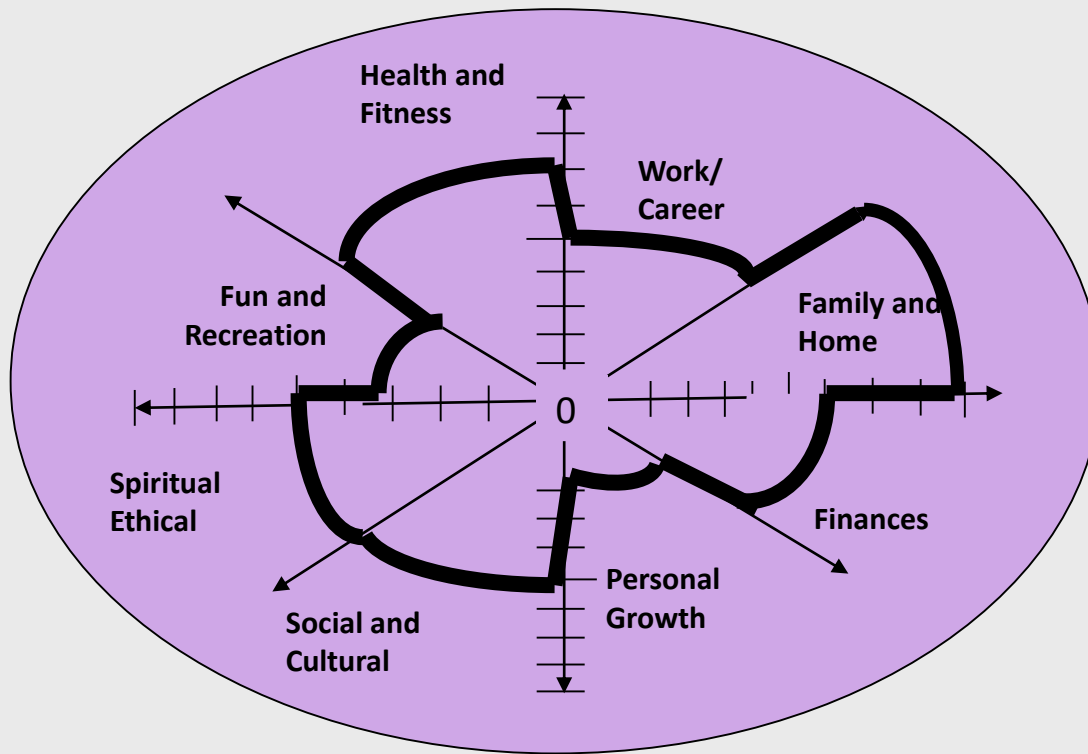 Health and
Fitness
Work/
Career
Fun and
Recreation
Family and
Home
0
Spiritual
Ethical
Finances
Personal
Growth
Social and
Cultural